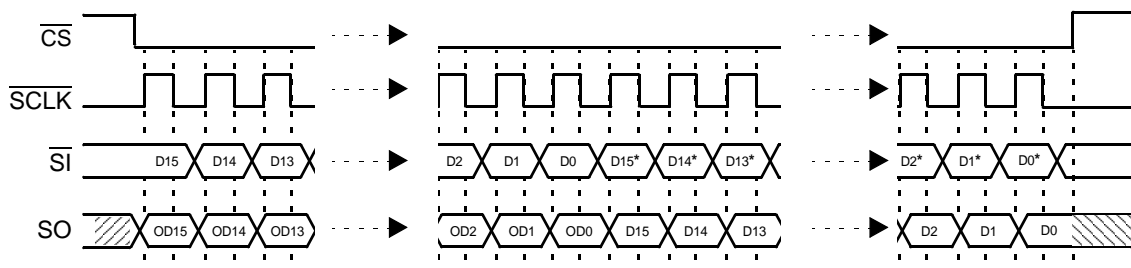 CS
SCLK
SI D15 D14 D13 D2 D1 D0 D15* D14* D13* D2* D1* D0*
SO OD15 OD14 OD13 OD2 OD1 OD0 D15 D14 D13 D2 D1 D0